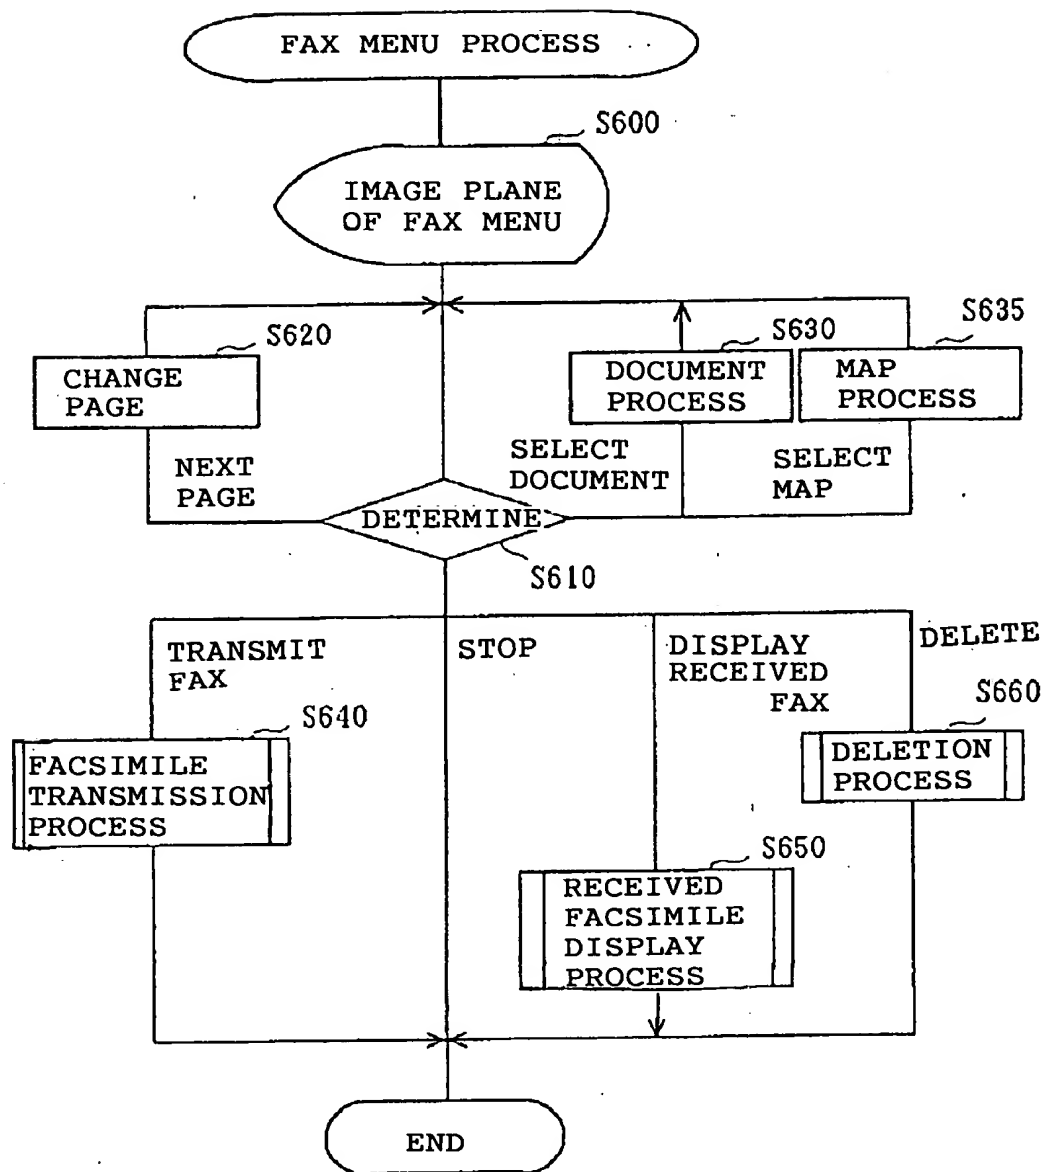 FAX MENU PROCESS
S600
IMAGE PLANE
OF FAX MENU
S620
CHANGE
PAGE
NEXT
PAGE
S630
DOCUMENT
PROCESS
SELECT
DOCUMENT
S635
MAP
PROCESS
SELECT
MAP
DETERMINE
S610
TRANSMIT
FAX
S640
FACSIMILE
TRANSMISSION
PROCESS
STOP
DISPLAY
RECEIVED
FAX
S650
RECEIVED
FACSIMILE
DISPLAY
PROCESS
DELETE
S660
DELETION
PROCESS
END